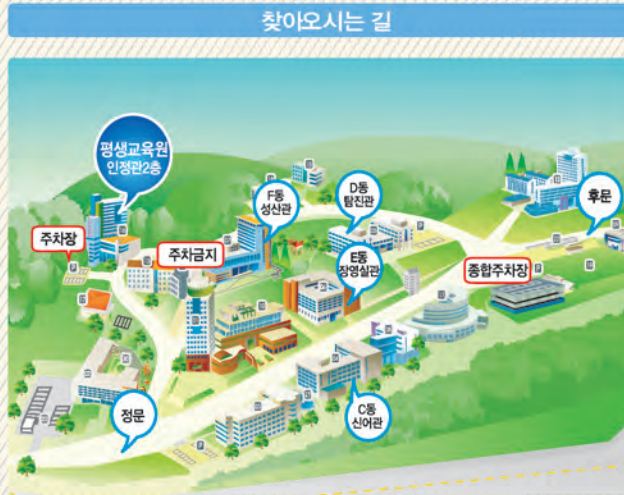 찾아오시는 길
평생교육원
인정관2층
F동
성산관
D동
탐진관
후문
주차장
주차금지
E동
장영실관
종합주차장
정문
C동
신어관
P
P
P
P